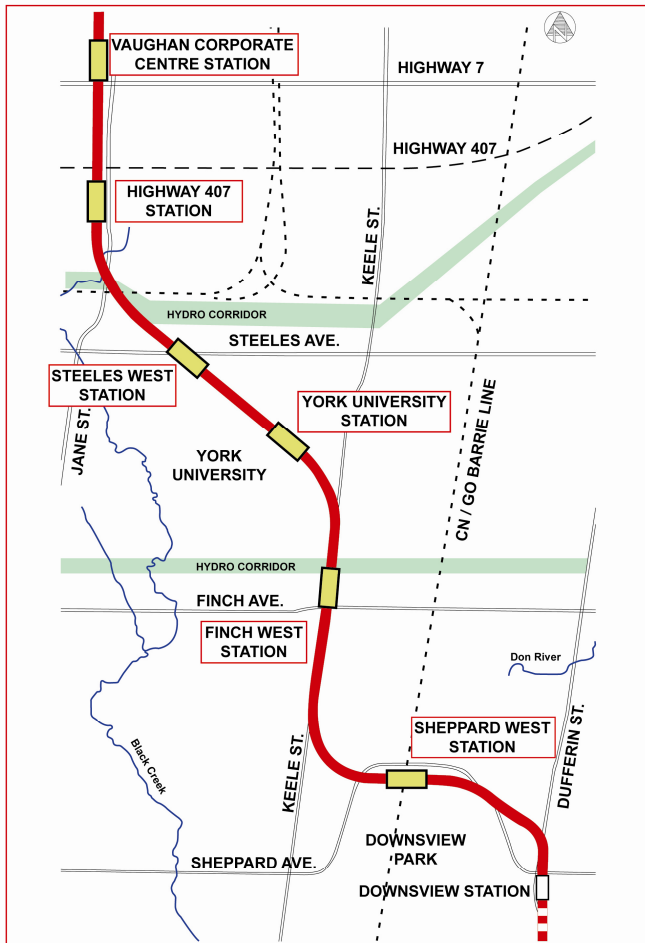 VAUGHAN CORPORATE
CENTRE STATION
HIGHWAY 7
HIGHWAY 407
HIGHWAY 407
STATION
KEELE ST.
HYDRO CORRIDOR
STEELES AVE.
STEELES WEST
STATION
YORK UNIVERSITY
STATION
JANE ST.
YORK
UNIVERSITY
CN / GO BARRIE LINE
HYDRO CORRIDOR
FINCH AVE.
FINCH WEST
STATION
Don River
SHEPPARD WEST
STATION
DUFFERIN ST.
KEELE ST.
Black Creek
DOWNSVIEW
PARK
SHEPPARD AVE.
DOWNSVIEW STATION